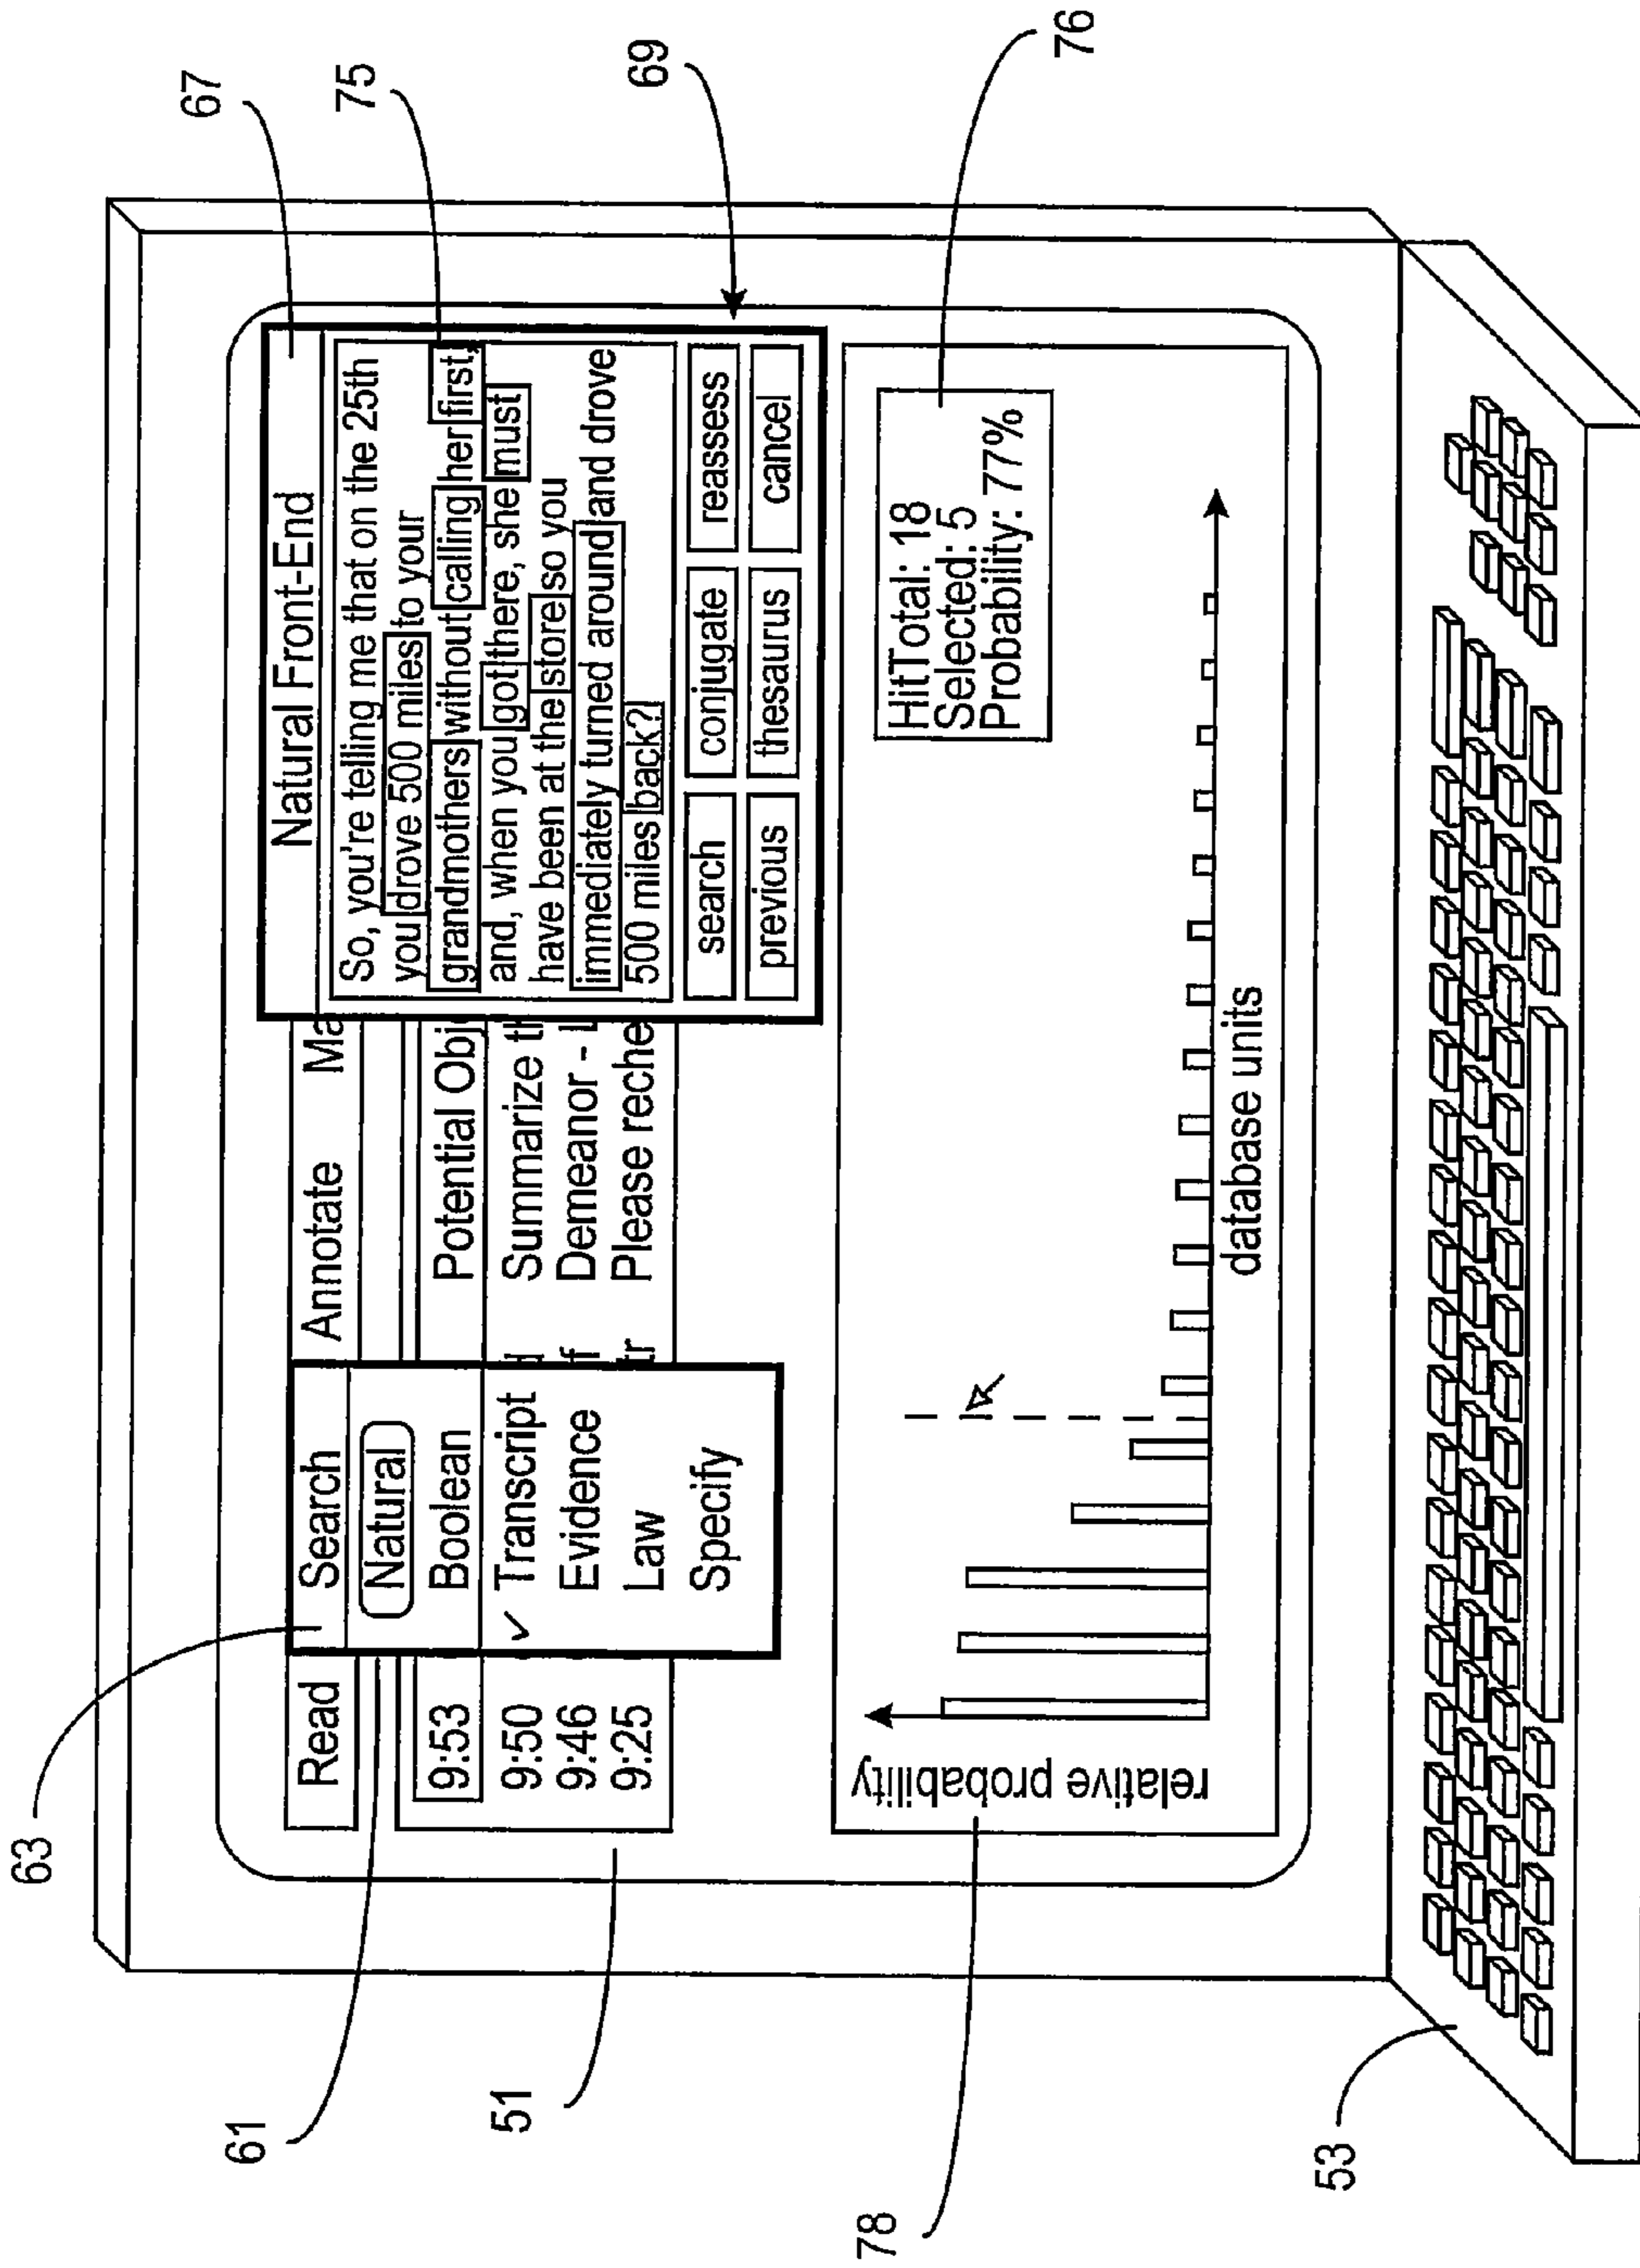 67
75
69
76
63
61
51
78
53
Read
Search
Annotate
Ma
Natural
Boolean
✓ Transcript
Evidence
Law
Specify
9:53
9:50
9:46
9:25
Potential Obj
Summarize th
Demeanor -
Please reche
Natural Front-End
So, you're telling me that on the 25th
you drove 500 miles to your
grandmothers without calling her first,
and, when you got there, she must
have been at the store so you
immediately turned around and drove
500 miles back?
search conjugate reassess
previous thesaurus cancel
HitTotal: 18
Selected: 5
Probability: 77%
relative probability
database units